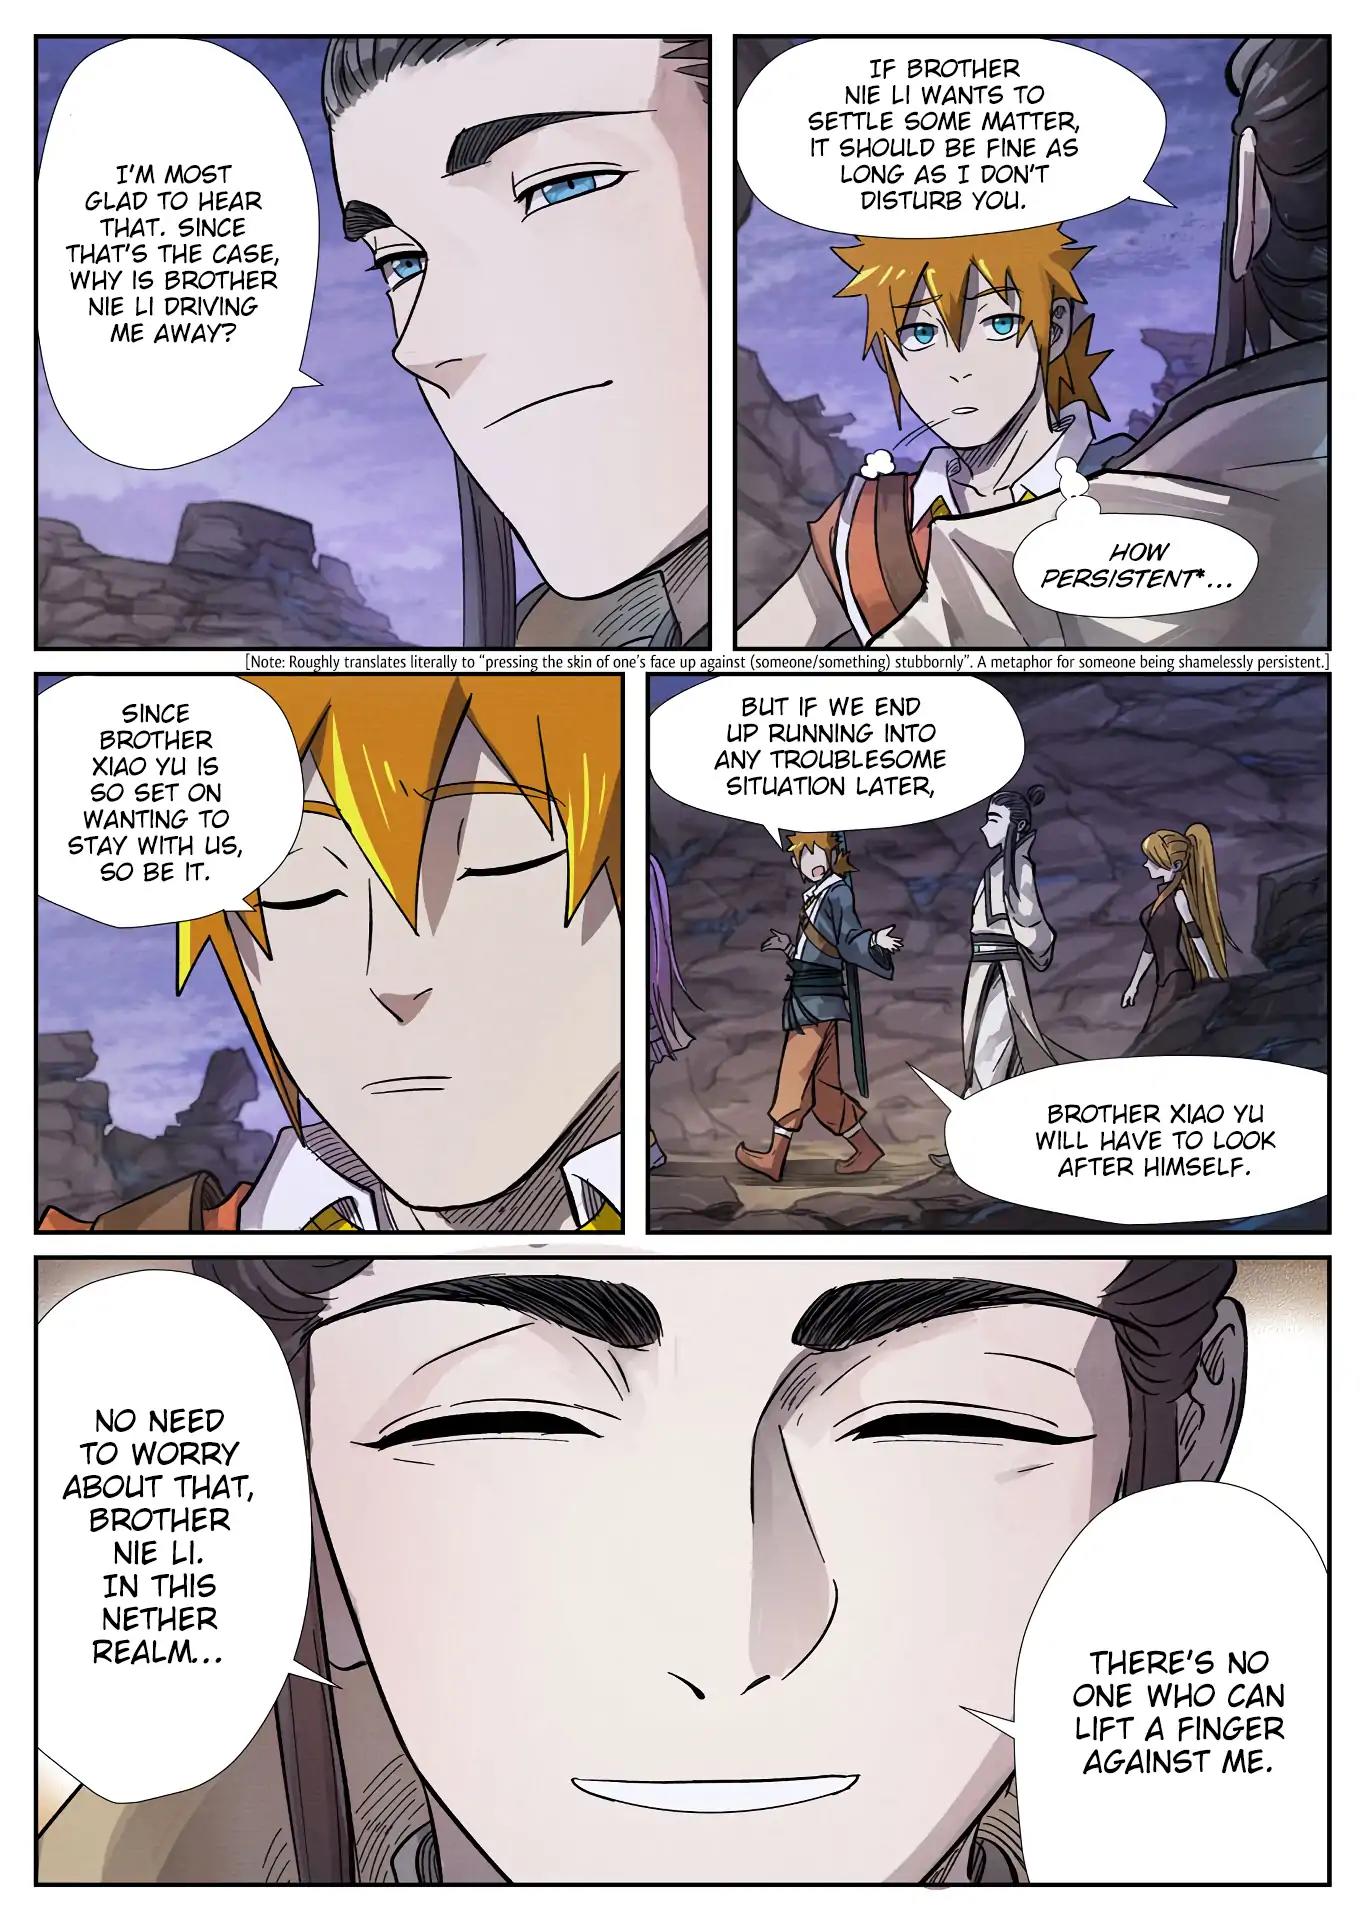 I'M MOST
GLAD TO HEAR
THAT. SINCE
THAT'S THE CASE,
WHY IS BROTHER
NIE LI DRIVING
ME AWAY?
IF BROTHER
NIE LI WANTS TO
SETTLE SOME MATTER,
IT SHOULD BE FINE AS
LONG AS I DON'T
DISTURB YOU.
HOW
PERSISTENT*...
[Note: Roughly translates literally to “pressing the skin of one's face up against (someone/something) stubbornly”. A metaphor for someone being shamelessly persistent.]
SINCE
BROTHER
XIAO YU IS
SO SET ON
WANTING TO
STAY WITH US,
SO BE IT.
BUT IF WE END
UP RUNNING INTO
ANY TROUBLESOME
SITUATION LATER,
BROTHER XIAO YU
WILL HAVE TO LOOK
AFTER HIMSELF.
NO NEED
TO WORRY
ABOUT THAT,
BROTHER
NIE LI.
IN THIS
NETHER
REALM...
THERE'S NO
ONE WHO CAN
LIFT A FINGER
AGAINST ME.